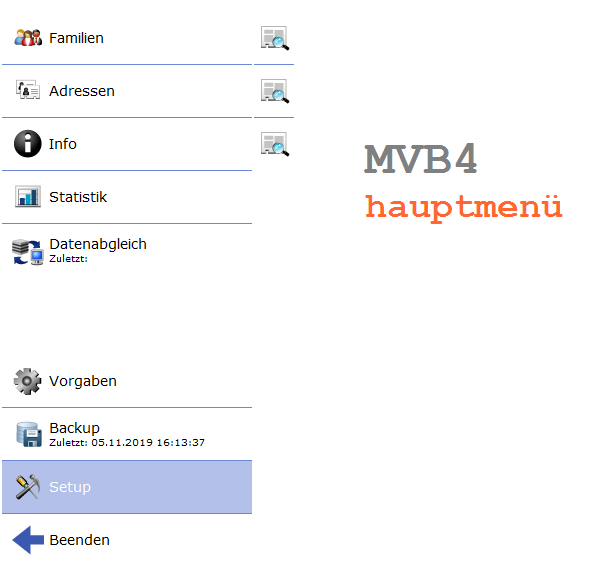 Familien
Adressen
Info
Statistik
Datenabgleich
Zuletzt:
Vorgaben
Backup
Zuletzt: 05.11.2019 16:13:37
Setup
Beenden
MVB4
hauptmenü